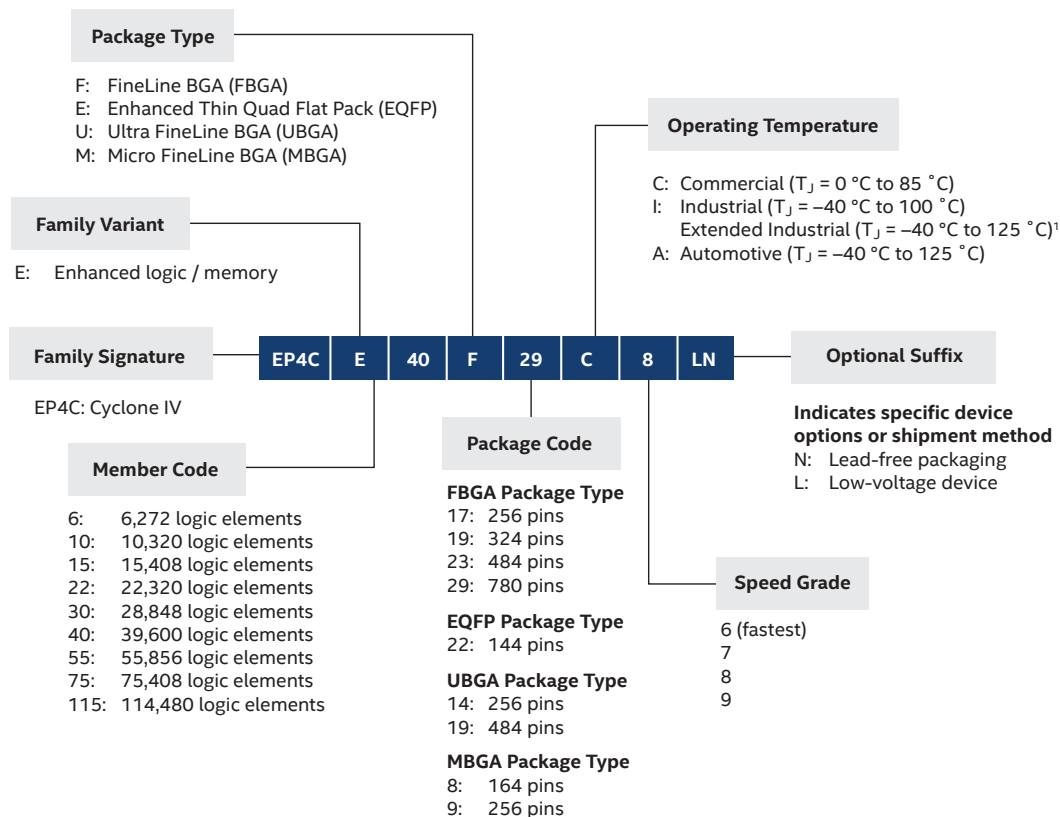 Package Type
F: FineLine BGA (FBGA)
E: Enhanced Thin Quad Flat Pack (EQFP)
U: Ultra FineLine BGA (UBGA)
M: Micro FineLine BGA (MBGA)
Operating Temperature
C: Commercial (TJ = 0 °C to 85 ˚C)
I: Industrial (TJ = –40 °C to 100 ˚C)
Extended Industrial (TJ = –40 °C to 125 ˚C)¹
A: Automotive (TJ = –40 °C to 125 ˚C)
Family Variant
E: Enhanced logic / memory
Family Signature
EP4C: Cyclone IV
EP4C E 40 F 29 C 8 LN
Optional Suffix
Indicates specific device
options or shipment method
N: Lead-free packaging
L: Low-voltage device
Member Code
6: 6,272 logic elements
10: 10,320 logic elements
15: 15,408 logic elements
22: 22,320 logic elements
30: 28,848 logic elements
40: 39,600 logic elements
55: 55,856 logic elements
75: 75,408 logic elements
115: 114,480 logic elements
Package Code
FBGA Package Type
17: 256 pins
19: 324 pins
23: 484 pins
29: 780 pins
EQFP Package Type
22: 144 pins
UBGA Package Type
14: 256 pins
19: 484 pins
MBGA Package Type
8: 164 pins
9: 256 pins
Speed Grade
6 (fastest)
7
8
9